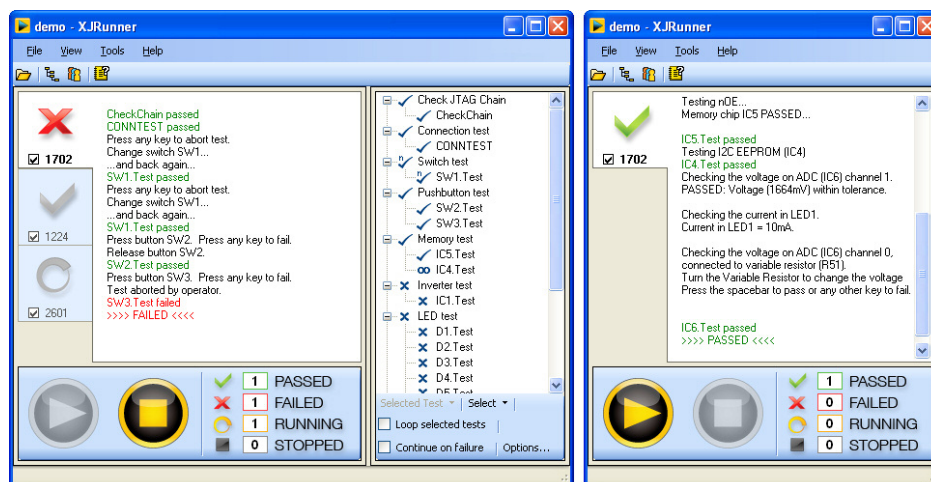 demo - XJRunner
File View Tools Help
CheckChain passed
CONNTEST passed
Press any key to abort test.
Change switch SW1...
...and back again...
SW1.Test passed
Press any key to abort test.
Change switch SW1...
...and back again...
SW1.Test passed
Press button SW2. Press any key to fail.
Release button SW2.
SW2.Test passed
Press button SW3. Press any key to fail.
Test aborted by operator.
SW3.Test failed
>>>> FAILED <<<<
1702
1224
2601
Check JTAG Chain
CheckChain
Connection test
CONNTEST
n Switch test
n SW1.Test
Pushbutton test
SW2.Test
SW3.Test
Memory test
IC5.Test
IC4.Test
Inverter test
IC1.Test
LED test
D1.Test
D2.Test
D3.Test
D4.Test
D5.Test
Selected Test Select
Loop selected tests
Continue on failure Options...
1 PASSED
1 FAILED
1 RUNNING
0 STOPPED
demo - XJRunner
File View Tools Help
1702
Testing nOE...
Memory chip IC5 PASSED...
IC5.Test passed
Testing I2C EEPROM (IC4)
IC4.Test passed
Checking the voltage on ADC (IC6) channel 1.
PASSED: Voltage (1664mV) within tolerance.
Checking the current in LED1.
Current in LED1 = 10mA.
Checking the voltage on ADC (IC6) channel 0,
connected to variable resistor (R51).
Turn the Variable Resistor to change the voltage
Press the spacebar to pass or any other key to fail.
IC6.Test passed
>>>> PASSED <<<<
1 PASSED
0 FAILED
0 RUNNING
0 STOPPED